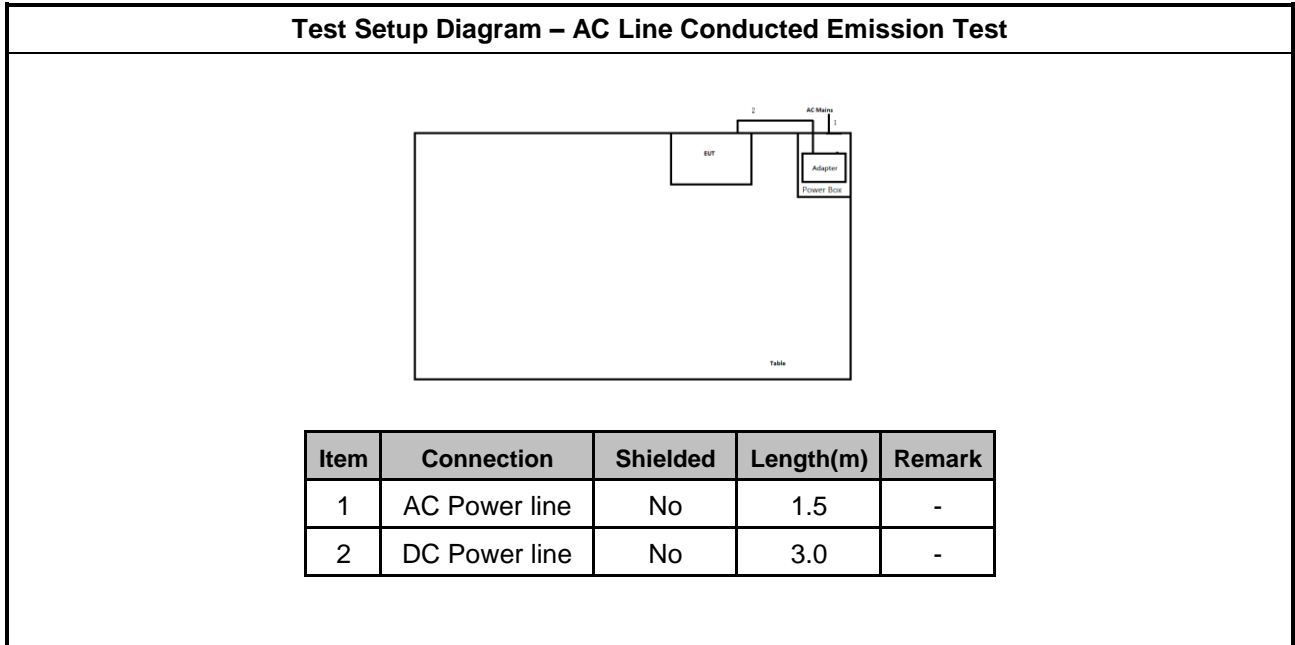 Test Setup Diagram – AC Line Conducted Emission Test
2 AC Mains
1
EUT
Adapter
Power Box
Table
Item Connection Shielded Length(m) Remark
1 AC Power line No 1.5 -
2 DC Power line No 3.0 -